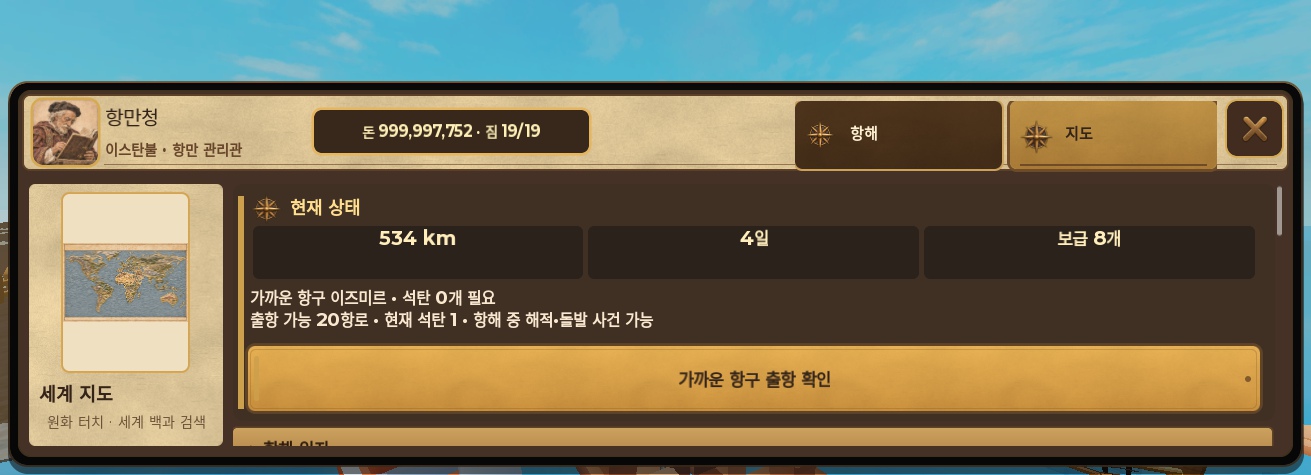 항만청
이스탄불 • 항만 관리관
돈 999,997,752 · 짐 19/19
항해
지도
현재 상태
534 km
4일
보급 8개
가까운 항구 이즈미르 • 석탄 0개 필요
출항 가능 20항로 • 현재 석탄 1 • 항해 중 해적•돌발 사건 가능
가까운 항구 출항 확인
세계 지도
원화 터치 · 세계 백과 검색